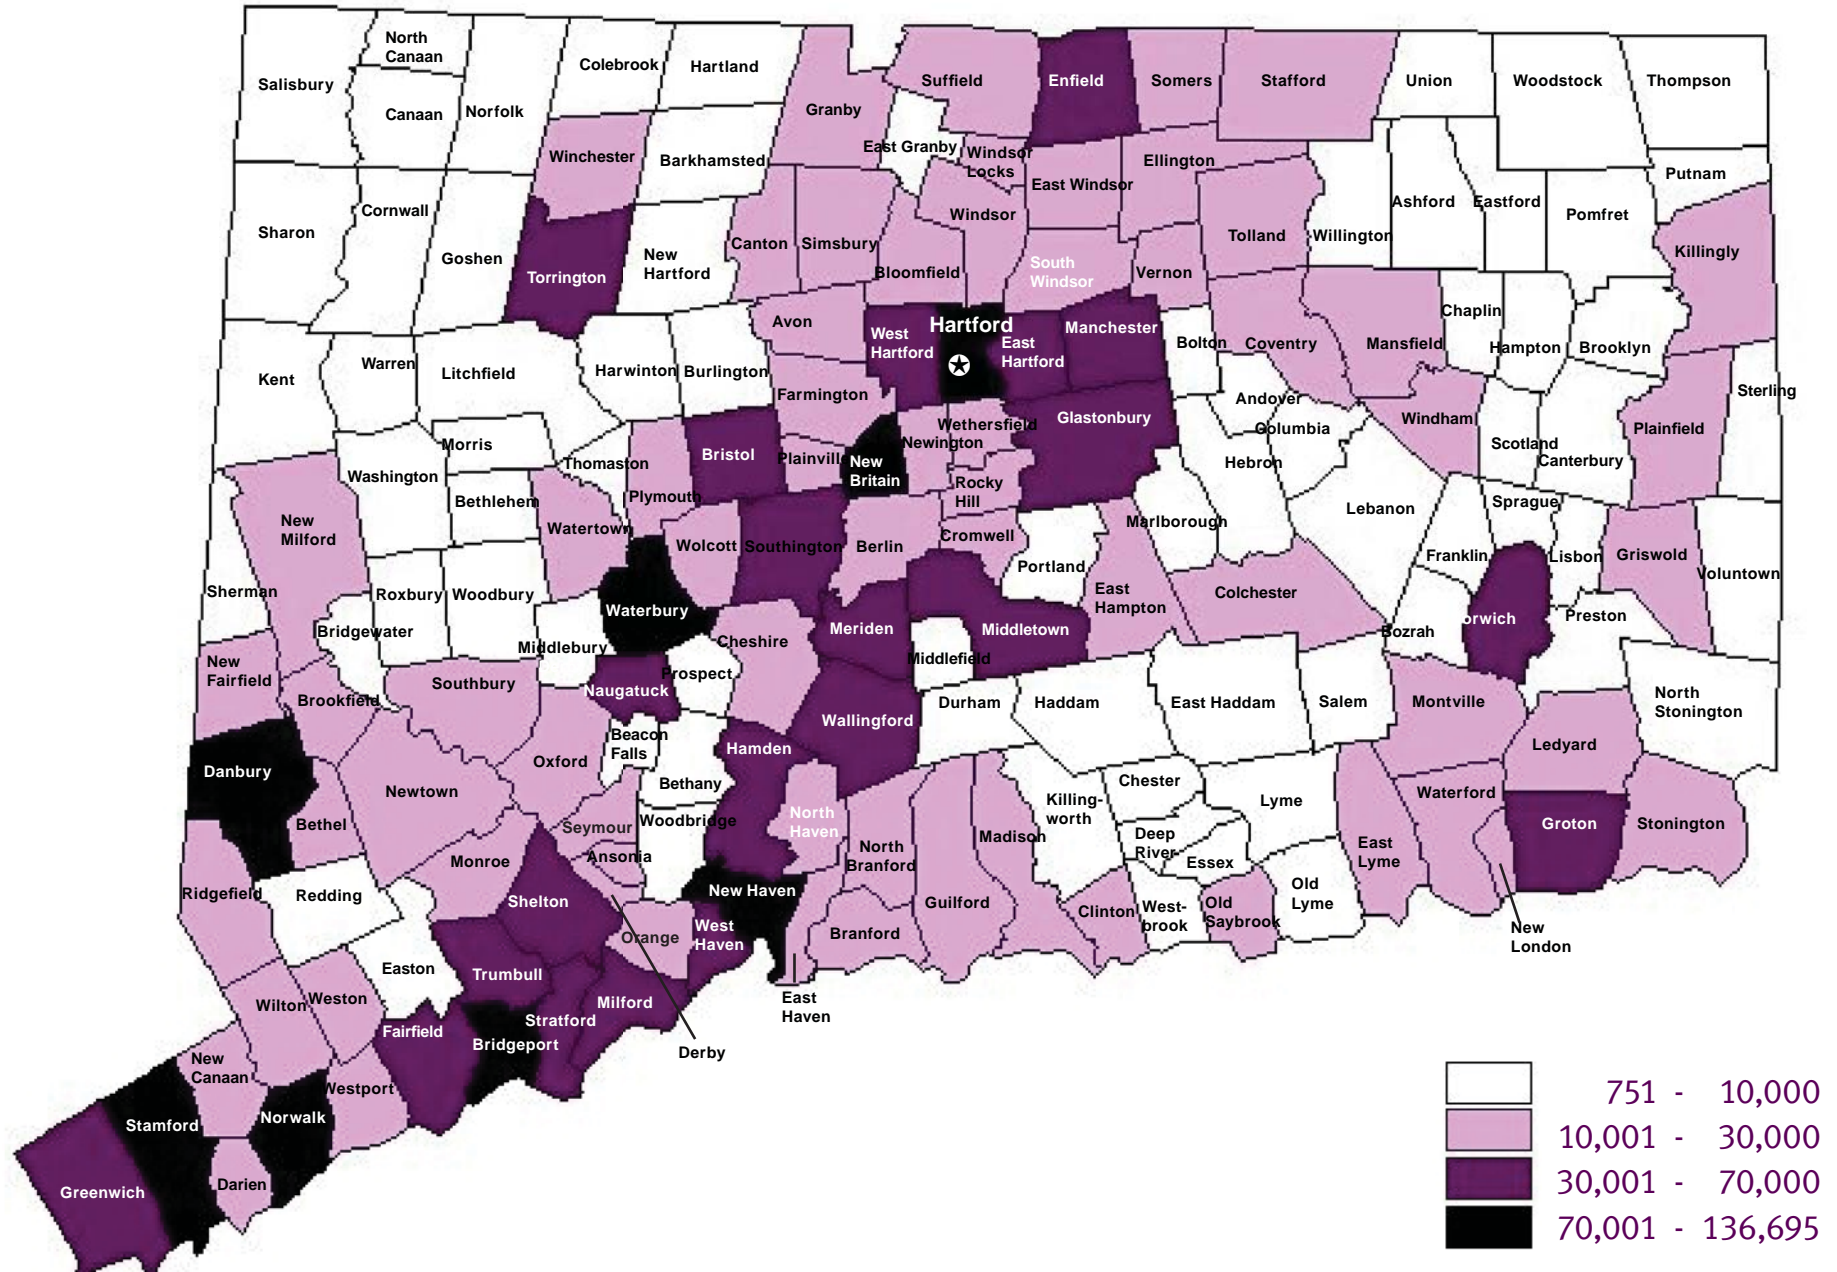 North
Canaan
Salisbury
Canaan
Norfolk
Colebrook
Hartland
Granby
Suffield
Enfield
Somers
Stafford
Union
Woodstock
Thompson
Winchester
Barkhamsted
East Granby
Windsor
Locks
East Windsor
Ellington
Putnam
Sharon
Cornwall
Goshen
Torrington
New
Hartford
Canton
Simsbury
Bloomfield
Windsor
South
Windsor
Vernon
Tolland
Willington
Ashford
Eastford
Pomfret
Killingly
Kent
Warren
Litchfield
Harwinton
Burlington
Avon
Farmington
West
Hartford
Hartford
East
Hartford
Manchester
Bolton
Coventry
Mansfield
Chaplin
Hampton
Brooklyn
Sterling
Andover
Columbia
Windham
Scotland
Canterbury
Plainfield
Morris
Washington
Bethlehem
Thomaston
Plymouth
Bristol
Plainville
New
Britain
Newington
Wethersfield
Rocky
Hill
Glastonbury
Hebron
Marlborough
Lebanon
Sprague
Franklin
Lisbon
Griswold
Voluntown
New
Milford
Watertown
Wolcott
Southington
Berlin
Cromwell
Portland
East
Hampton
Colchester
Sherman
Roxbury
Woodbury
Bridgewater
Middlebury
Waterbury
Cheshire
Meriden
Middletown
Middlefield
Bozrah
orwich
Preston
New
Fairfield
Brookfield
Southbury
Naugatuck
Prospect
Wallingford
Durham
Haddam
East Haddam
Salem
Montville
Ledyard
North
Stonington
Danbury
Bethel
Newtown
Oxford
Beacon
Falls
Bethany
Hamden
North
Haven
Woodbridge
Seymour
Ansonia
Monroe
Shelton
North
Branford
Guilford
Madison
Killing-
worth
Chester
Deep
River
Essex
Lyme
East
Lyme
Waterford
Groton
Stonington
Ridgefield
Redding
New Haven
West
Haven
Orange
Branford
Clinton
West-
brook
Old
Saybrook
Old
Lyme
New
London
Easton
Trumbull
Milford
Stratford
East
Haven
Derby
Wilton
Weston
Fairfield
Bridgeport
New
Canaan
Westport
Norwalk
Stamford
Darien
Greenwich
751 - 10,000
10,001 - 30,000
30,001 - 70,000
70,001 - 136,695